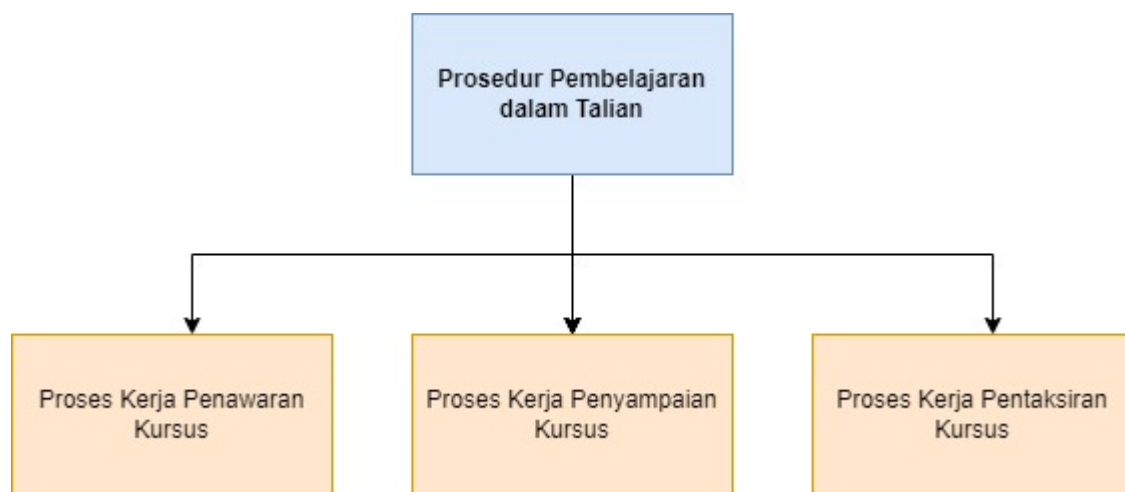 Prosedur Pembelajaran
dalam Talian
Proses Kerja Penawaran
Kursus
Proses Kerja Penyampaian
Kursus
Proses Kerja Pentaksiran
Kursus